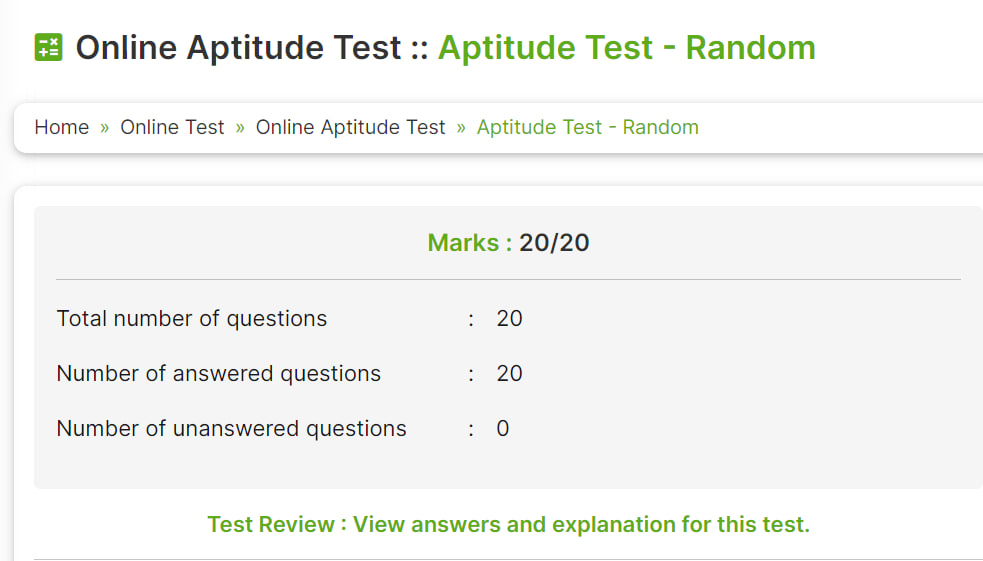 Online Aptitude Test :: Aptitude Test - Random
Home » Online Test » Online Aptitude Test » Aptitude Test - Random
Marks : 20/20
Total number of questions : 20
Number of answered questions : 20
Number of unanswered questions : 0
Test Review : View answers and explanation for this test.